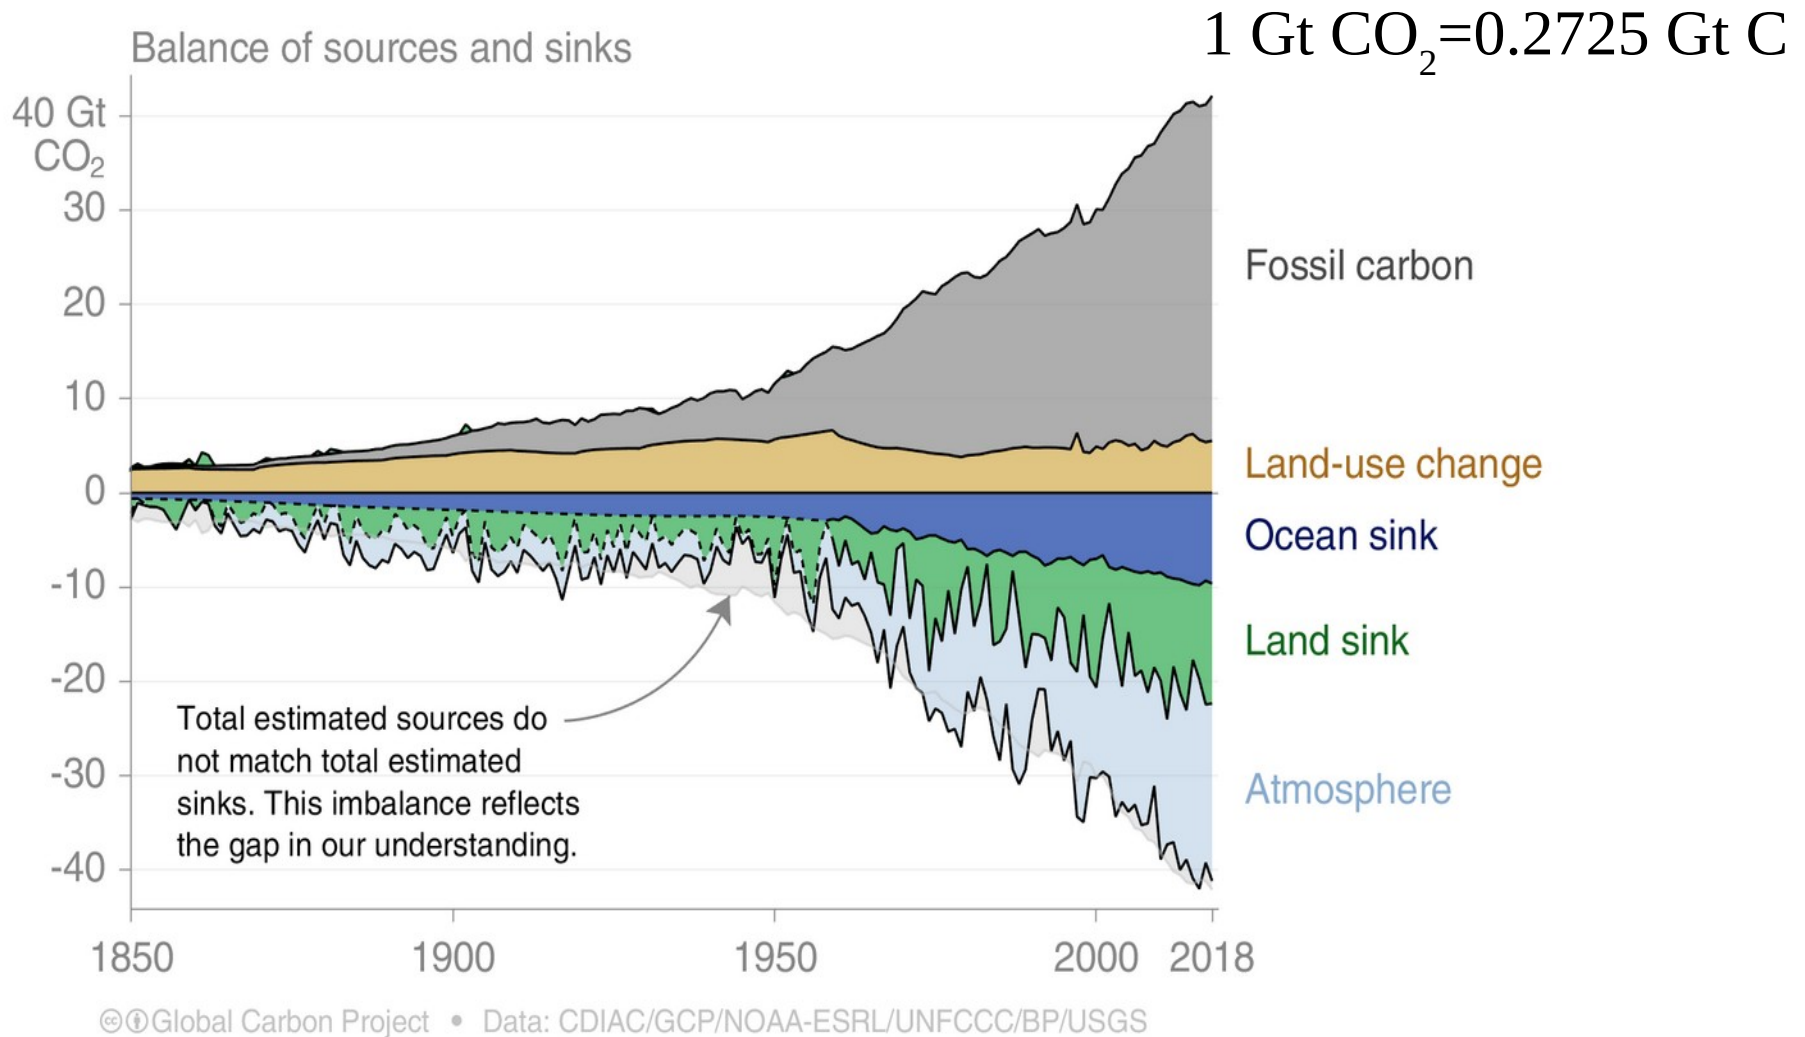 1 Gt CO₂=0.2725 Gt C
Balance of sources and sinks
40 Gt
CO₂
30
20
10
0
-10
-20
-30
-40
Fossil carbon
Land-use change
Ocean sink
Land sink
Atmosphere
Total estimated sources do
not match total estimated
sinks. This imbalance reflects
the gap in our understanding.
1850 1900 1950 2000 2018
Global Carbon Project • Data: CDIAC/GCP/NOAA-ESRL/UNFCCC/BP/USGS